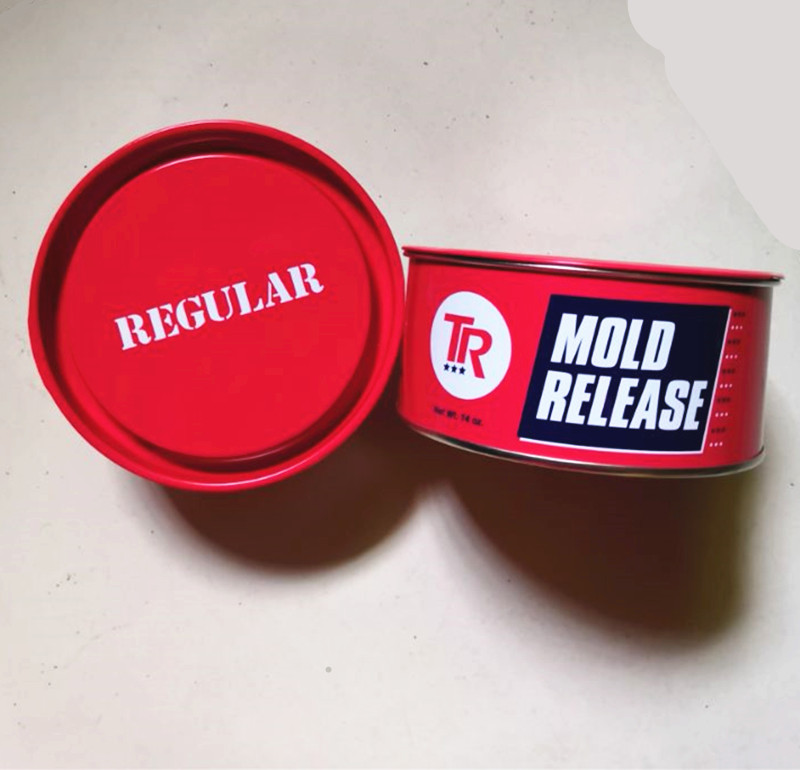 REGULAR
TR
★★★
Net Wt. 14 oz.
MOLD
RELEASE